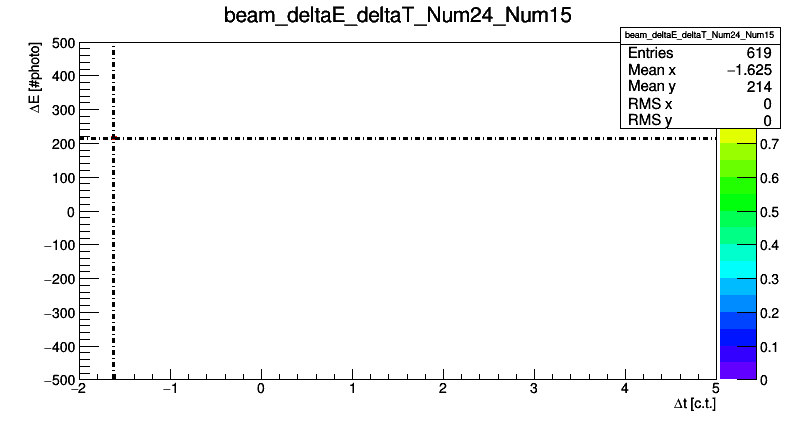 beam_deltaE_deltaT_Num24_Num15
beam_deltaE_deltaT_Num24_Num15
Entries 619
Mean x −1.625
Mean y 214
RMS x 0
RMS y 0
ΔE [#photo]
500
400
300
200
100
0
−100
−200
−300
−400
−500
−2 −1 0 1 2 3 4 5
Δt [c.t.]
0.7
0.6
0.5
0.4
0.3
0.2
0.1
0